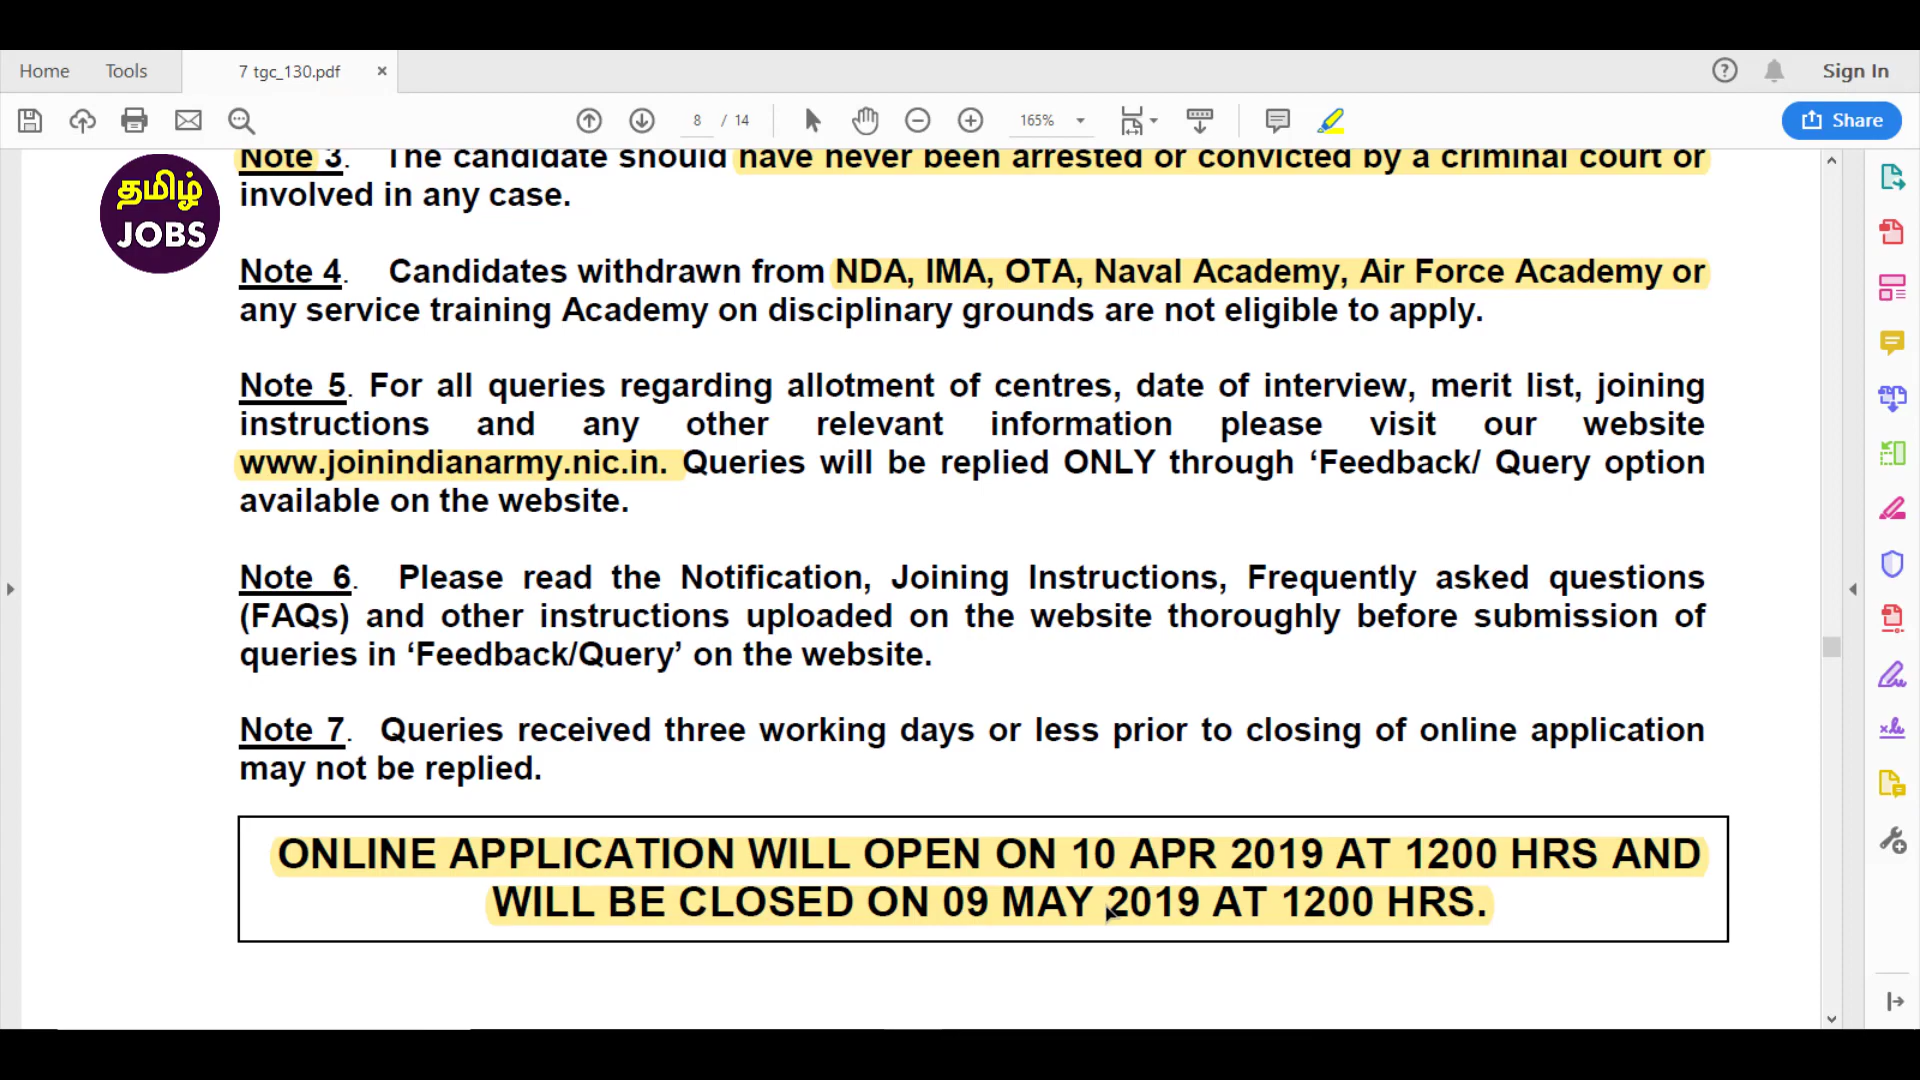 Home Tools 7 tgc_130.pdf × Sign In
8 / 14 165% Share
Note 3. The candidate should have never been arrested or convicted by a criminal court or
involved in any case.
தமிழ்
JOBS
Note 4. Candidates withdrawn from NDA, IMA, OTA, Naval Academy, Air Force Academy or
any service training Academy on disciplinary grounds are not eligible to apply.
Note 5. For all queries regarding allotment of centres, date of interview, merit list, joining
instructions and any other relevant information please visit our website
www.joinindianarmy.nic.in. Queries will be replied ONLY through ‘Feedback/ Query option
available on the website.
Note 6. Please read the Notification, Joining Instructions, Frequently asked questions
(FAQs) and other instructions uploaded on the website thoroughly before submission of
queries in ‘Feedback/Query’ on the website.
Note 7. Queries received three working days or less prior to closing of online application
may not be replied.
ONLINE APPLICATION WILL OPEN ON 10 APR 2019 AT 1200 HRS AND
WILL BE CLOSED ON 09 MAY 2019 AT 1200 HRS.